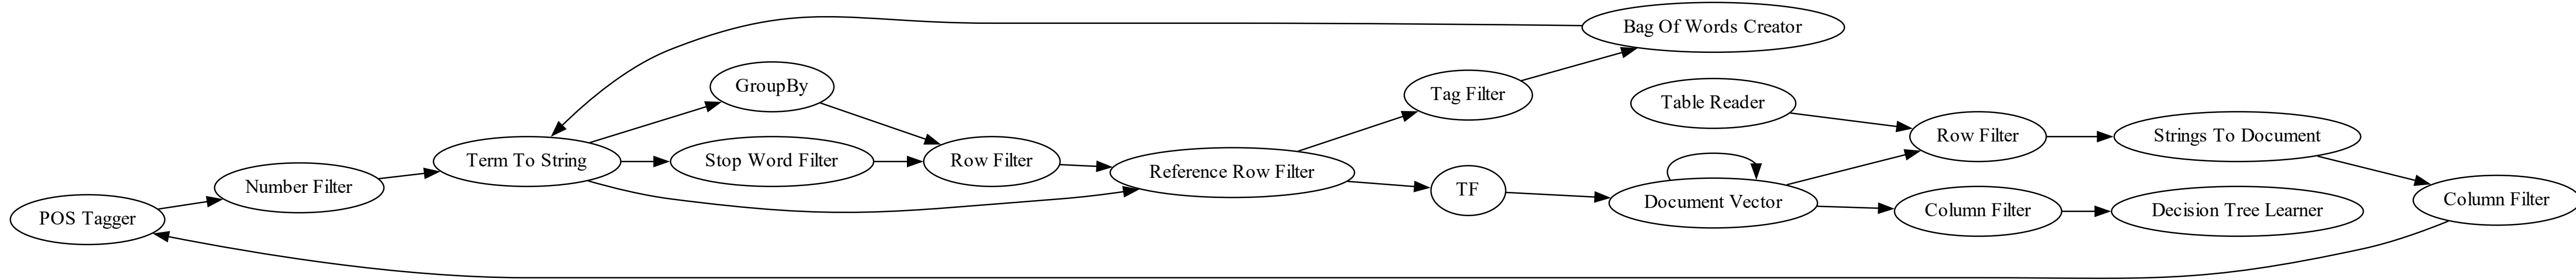 Bag Of Words Creator
GroupBy
Tag Filter
Table Reader
Term To String
Stop Word Filter
Row Filter
Row Filter
Strings To Document
Number Filter
Reference Row Filter
TF
POS Tagger
Document Vector
Column Filter
Decision Tree Learner
Column Filter